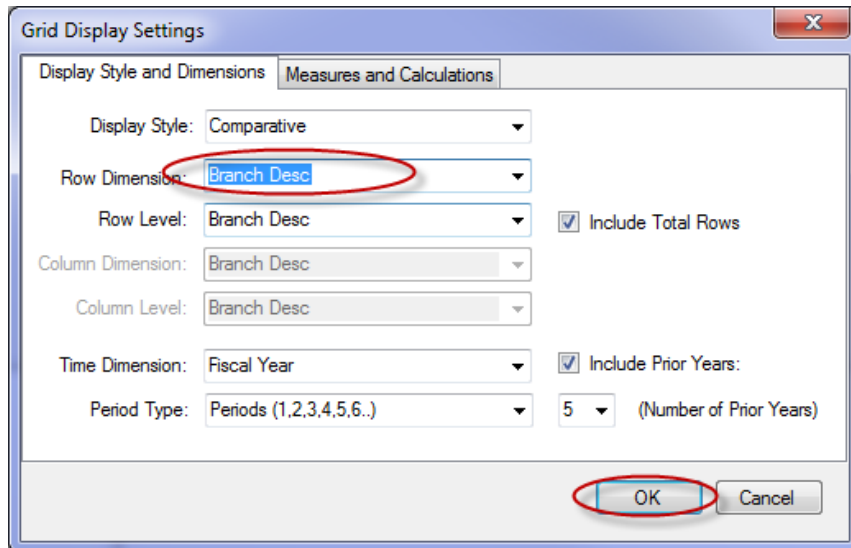 Grid Display Settings
Display Style and Dimensions Measures and Calculations
Display Style: Comparative
Row Dimension: Branch Desc
Row Level: Branch Desc Include Total Rows
Column Dimension: Branch Desc
Column Level: Branch Desc
Time Dimension: Fiscal Year Include Prior Years:
Period Type: Periods (1,2,3,4,5,6..) 5 (Number of Prior Years)
OK Cancel